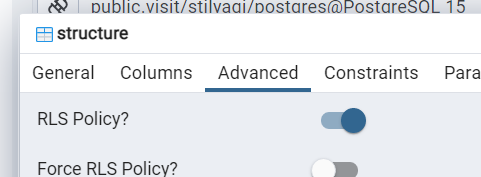 public.visit/stilyagi/postgres@PostgreSQL 15
structure
General Columns Advanced Constraints Para
RLS Policy?
Force RLS Policy?